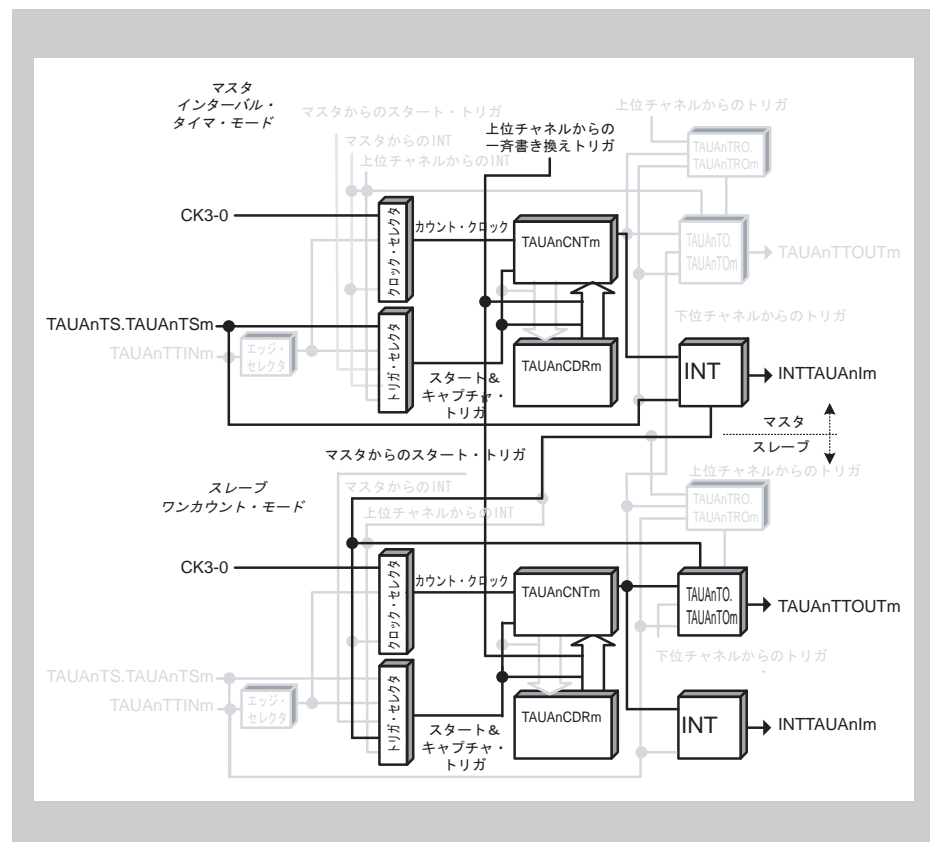 マスタ
インターバル・
タイマ・モード
マスタからのスタート・トリガ
マスタからのINT
上位チャネルからのINT
上位チャネルからの
一斉書き換えトリガ
上位チャネルからのトリガ
TAUAnTRO.
TAUAnTROm
CK3-0
クロック・セレクタ
カウント・クロック
TAUAnCNTm
TAUAnTO.
TAUAnTOm
TAUAnTTOUTm
下位チャネルからのトリガ
TAUAnTS.TAUAnTSm
TAUAnTTINm
エッジ・
セレクタ
トリガ・セレクタ
スタート&
キャプチャ・
トリガ
TAUAnCDRm
INT
INTTAUAnIm
マスタ
スレーブ
マスタからのスタート・トリガ
スレーブ
ワンカウント・モード
マスタからのINT
上位チャネルからのINT
上位チャネルからのトリガ
TAUAnTRO.
TAUAnTROm
CK3-0
クロック・セレクタ
カウント・クロック
TAUAnCNTm
TAUAnTO.
TAUAnTOm
TAUAnTTOUTm
下位チャネルからのトリガ
TAUAnTS.TAUAnTSm
TAUAnTTINm
エッジ・
セレクタ
トリガ・セレクタ
スタート&
キャプチャ・
トリガ
TAUAnCDRm
INT
INTTAUAnIm